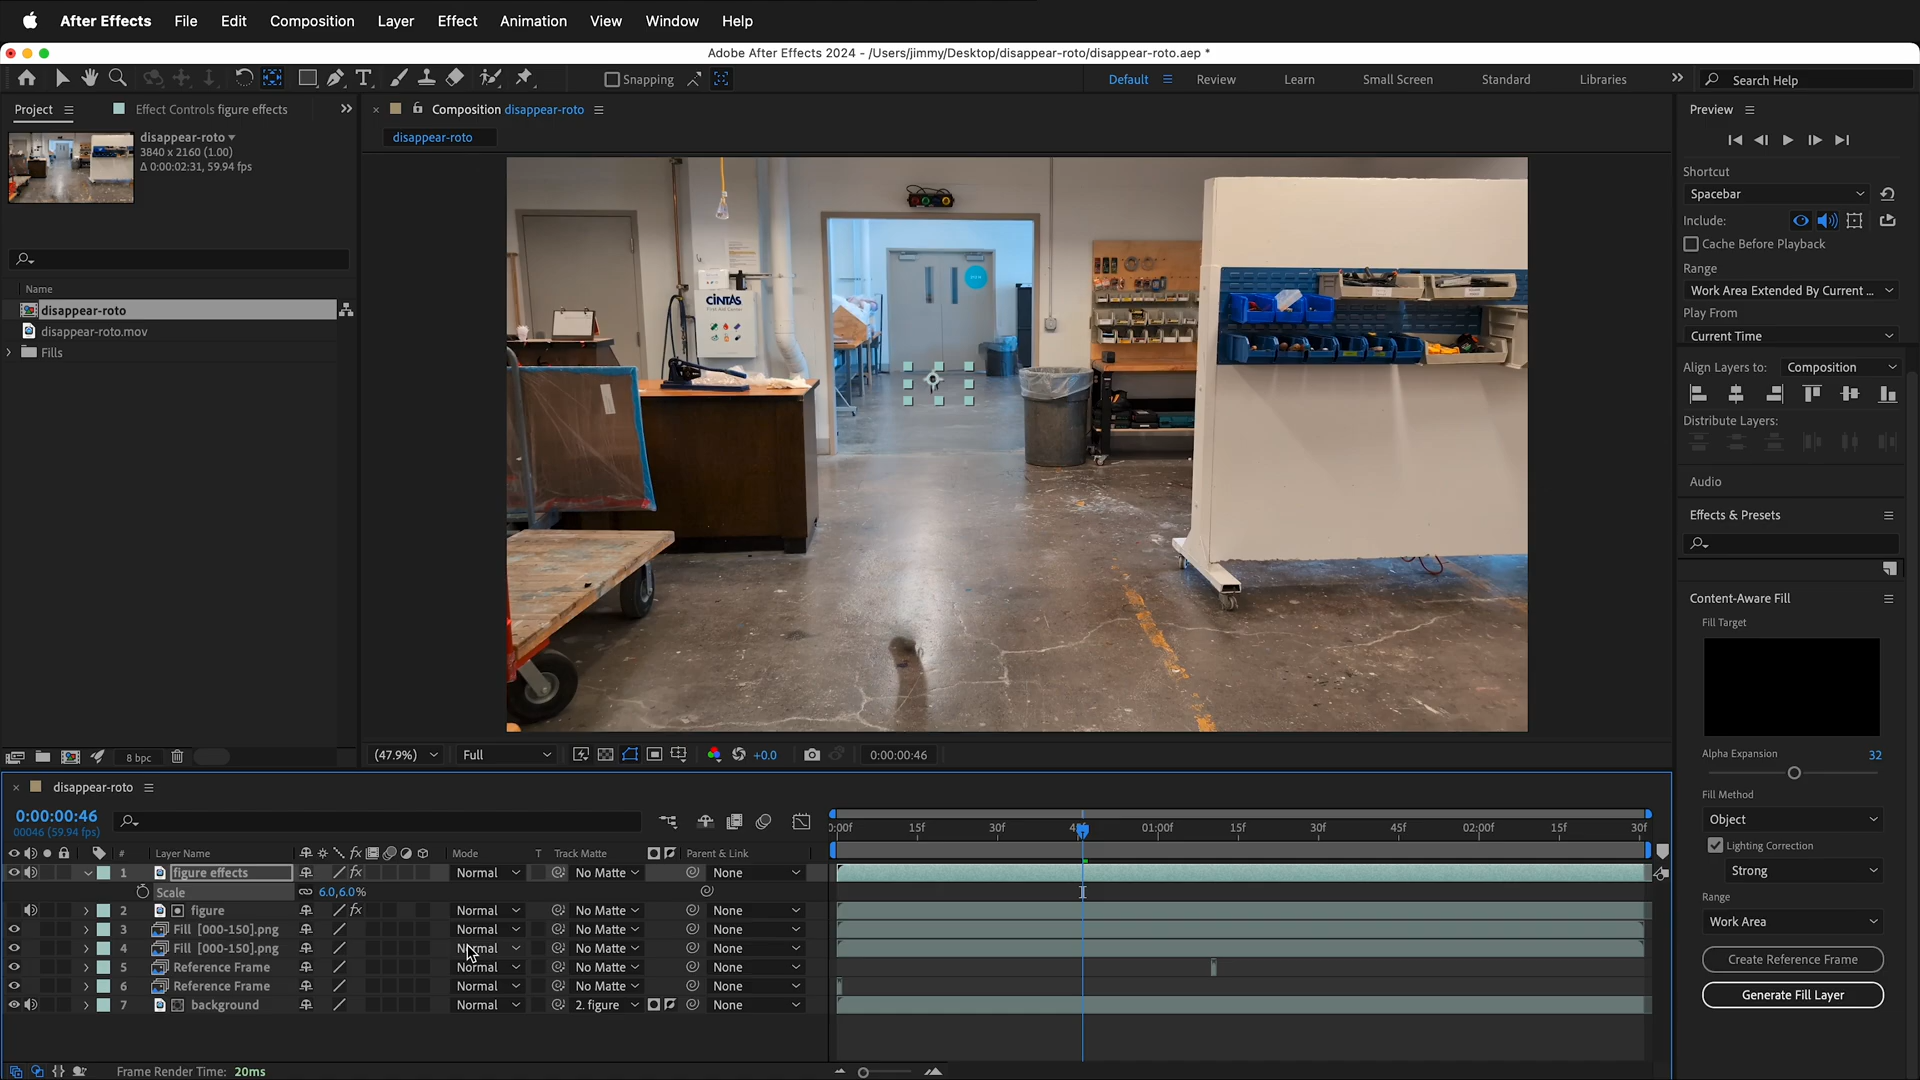 After Effects File Edit Composition Layer Effect Animation View Window Help
Adobe After Effects 2024 - /Users/jimmy/Desktop/disappear-roto/disappear-roto.aep *
Snapping Default Review Learn Small Screen Standard Libraries Search Help
Project Effect Controls figure effects
Composition disappear-roto
disappear-roto
disappear-roto
3840 x 2160 (1.00)
Δ 0:00:02:31, 59.94 fps
Name
disappear-roto
disappear-roto.mov
Fills
8 bpc
CINTAS
First Aid Center
(47.9%) Full +0.0 0:00:00:46
Preview
Shortcut
Spacebar
Include:
Cache Before Playback
Range
Work Area Extended By Current ...
Play From
Current Time
Align Layers to: Composition
Distribute Layers:
Audio
Effects & Presets
Content-Aware Fill
Fill Target
Alpha Expansion 32
Fill Method
Object
Lighting Correction
Strong
Range
Work Area
Create Reference Frame
Generate Fill Layer
disappear-roto
0:00:00:46
00046 (59.94 fps)
0:00f 15f 30f 45f 01:00f 15f 30f 45f 02:00f 15f 30f
# Layer Name Mode T Track Matte Parent & Link
1 figure effects Normal No Matte None
Scale 6.0,6.0%
2 figure Normal No Matte None
3 Fill [000-150].png Normal No Matte None
4 Fill [000-150].png Normal No Matte None
5 Reference Frame Normal No Matte None
6 Reference Frame Normal No Matte None
7 background Normal 2. figure None
Frame Render Time: 20ms